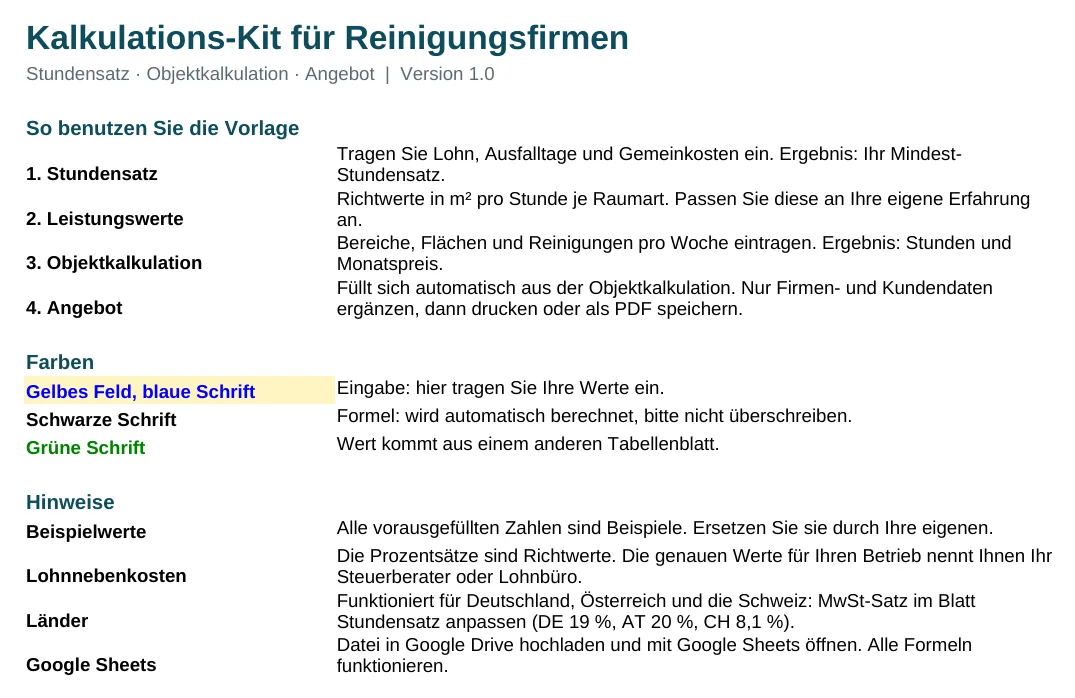 Kalkulations-Kit für Reinigungsfirmen
Stundensatz · Objektkalkulation · Angebot | Version 1.0
So benutzen Sie die Vorlage
1. Stundensatz
Tragen Sie Lohn, Ausfalltage und Gemeinkosten ein. Ergebnis: Ihr Mindest-
Stundensatz.
2. Leistungswerte
Richtwerte in m² pro Stunde je Raumart. Passen Sie diese an Ihre eigene Erfahrung
an.
3. Objektkalkulation
Bereiche, Flächen und Reinigungen pro Woche eintragen. Ergebnis: Stunden und
Monatspreis.
4. Angebot
Füllt sich automatisch aus der Objektkalkulation. Nur Firmen- und Kundendaten
ergänzen, dann drucken oder als PDF speichern.
Farben
Gelbes Feld, blaue Schrift
Eingabe: hier tragen Sie Ihre Werte ein.
Schwarze Schrift
Formel: wird automatisch berechnet, bitte nicht überschreiben.
Grüne Schrift
Wert kommt aus einem anderen Tabellenblatt.
Hinweise
Beispielwerte
Alle vorausgefüllten Zahlen sind Beispiele. Ersetzen Sie sie durch Ihre eigenen.
Lohnnebenkosten
Die Prozentsätze sind Richtwerte. Die genauen Werte für Ihren Betrieb nennt Ihnen Ihr
Steuerberater oder Lohnbüro.
Länder
Funktioniert für Deutschland, Österreich und die Schweiz: MwSt-Satz im Blatt
Stundensatz anpassen (DE 19 %, AT 20 %, CH 8,1 %).
Google Sheets
Datei in Google Drive hochladen und mit Google Sheets öffnen. Alle Formeln
funktionieren.